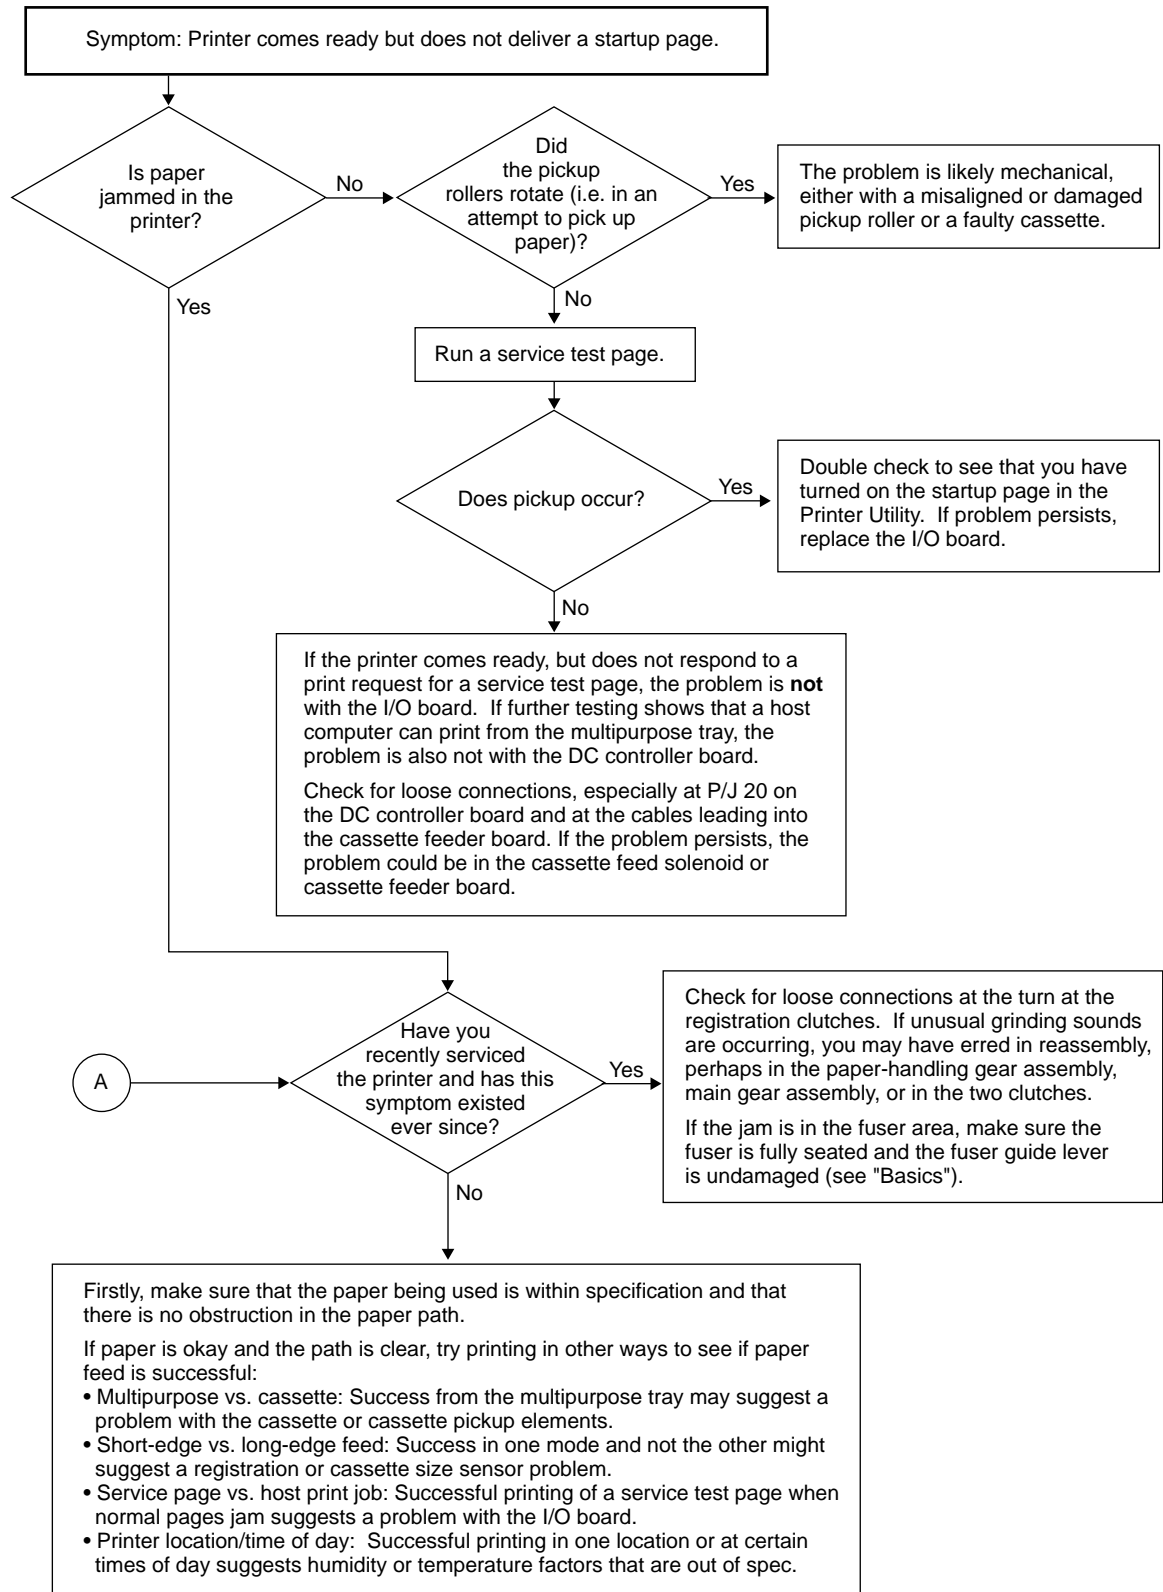 Symptom: Printer comes ready but does not deliver a startup page.
Is paper
jammed in the
printer?
No
Yes
Did
the pickup
rollers rotate (i.e. in an
attempt to pick up
paper)?
Yes
No
The problem is likely mechanical,
either with a misaligned or damaged
pickup roller or a faulty cassette.
Run a service test page.
Does pickup occur?
Yes
No
Double check to see that you have
turned on the startup page in the
Printer Utility.  If problem persists,
replace the I/O board.
If the printer comes ready, but does not respond to a
print request for a service test page, the problem is not
with the I/O board.  If further testing shows that a host
computer can print from the multipurpose tray, the
problem is also not with the DC controller board.
Check for loose connections, especially at P/J 20 on
the DC controller board and at the cables leading into
the cassette feeder board. If the problem persists, the
problem could be in the cassette feed solenoid or
cassette feeder board.
A
Have you
recently serviced
the printer and has this
symptom existed
ever since?
Yes
No
Check for loose connections at the turn at the
registration clutches.  If unusual grinding sounds
are occurring, you may have erred in reassembly,
perhaps in the paper-handling gear assembly,
main gear assembly, or in the two clutches.
If the jam is in the fuser area, make sure the
fuser is fully seated and the fuser guide lever
is undamaged (see "Basics").
Firstly, make sure that the paper being used is within specification and that
there is no obstruction in the paper path.
If paper is okay and the path is clear, try printing in other ways to see if paper
feed is successful:
• Multipurpose vs. cassette: Success from the multipurpose tray may suggest a
problem with the cassette or cassette pickup elements.
• Short-edge vs. long-edge feed: Success in one mode and not the other might
suggest a registration or cassette size sensor problem.
• Service page vs. host print job: Successful printing of a service test page when
normal pages jam suggests a problem with the I/O board.
• Printer location/time of day:  Successful printing in one location or at certain
times of day suggests humidity or temperature factors that are out of spec.